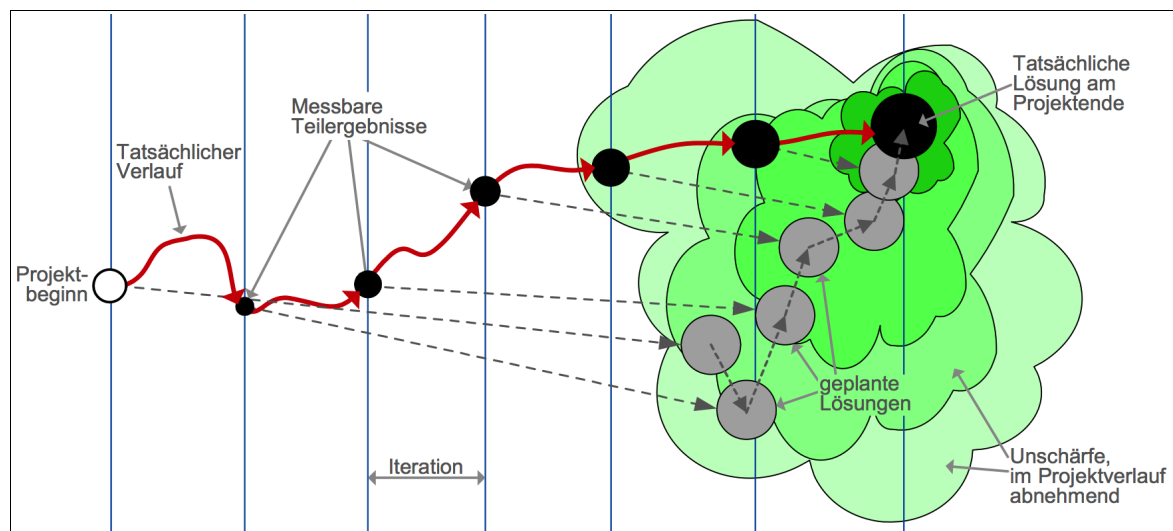 Tatsächliche
Lösung am
Projektende
Messbare
Teilergebnisse
Tatsächlicher
Verlauf
Projekt-
beginn
geplante
Lösungen
Iteration
Unschärfe,
im Projektverlauf
abnehmend